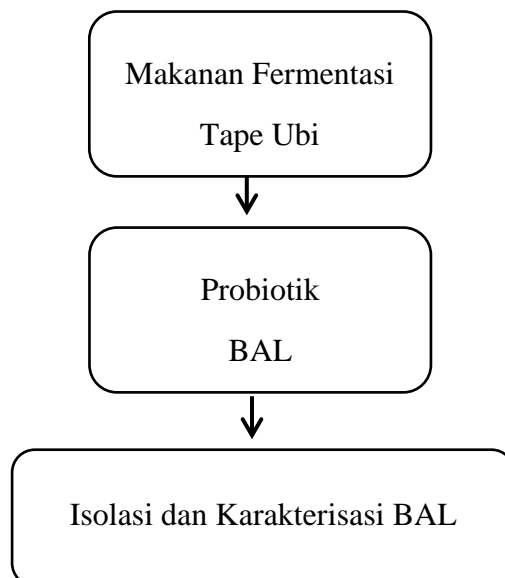 Makanan Fermentasi
Tape Ubi
Probiotik
BAL
Isolasi dan Karakterisasi BAL